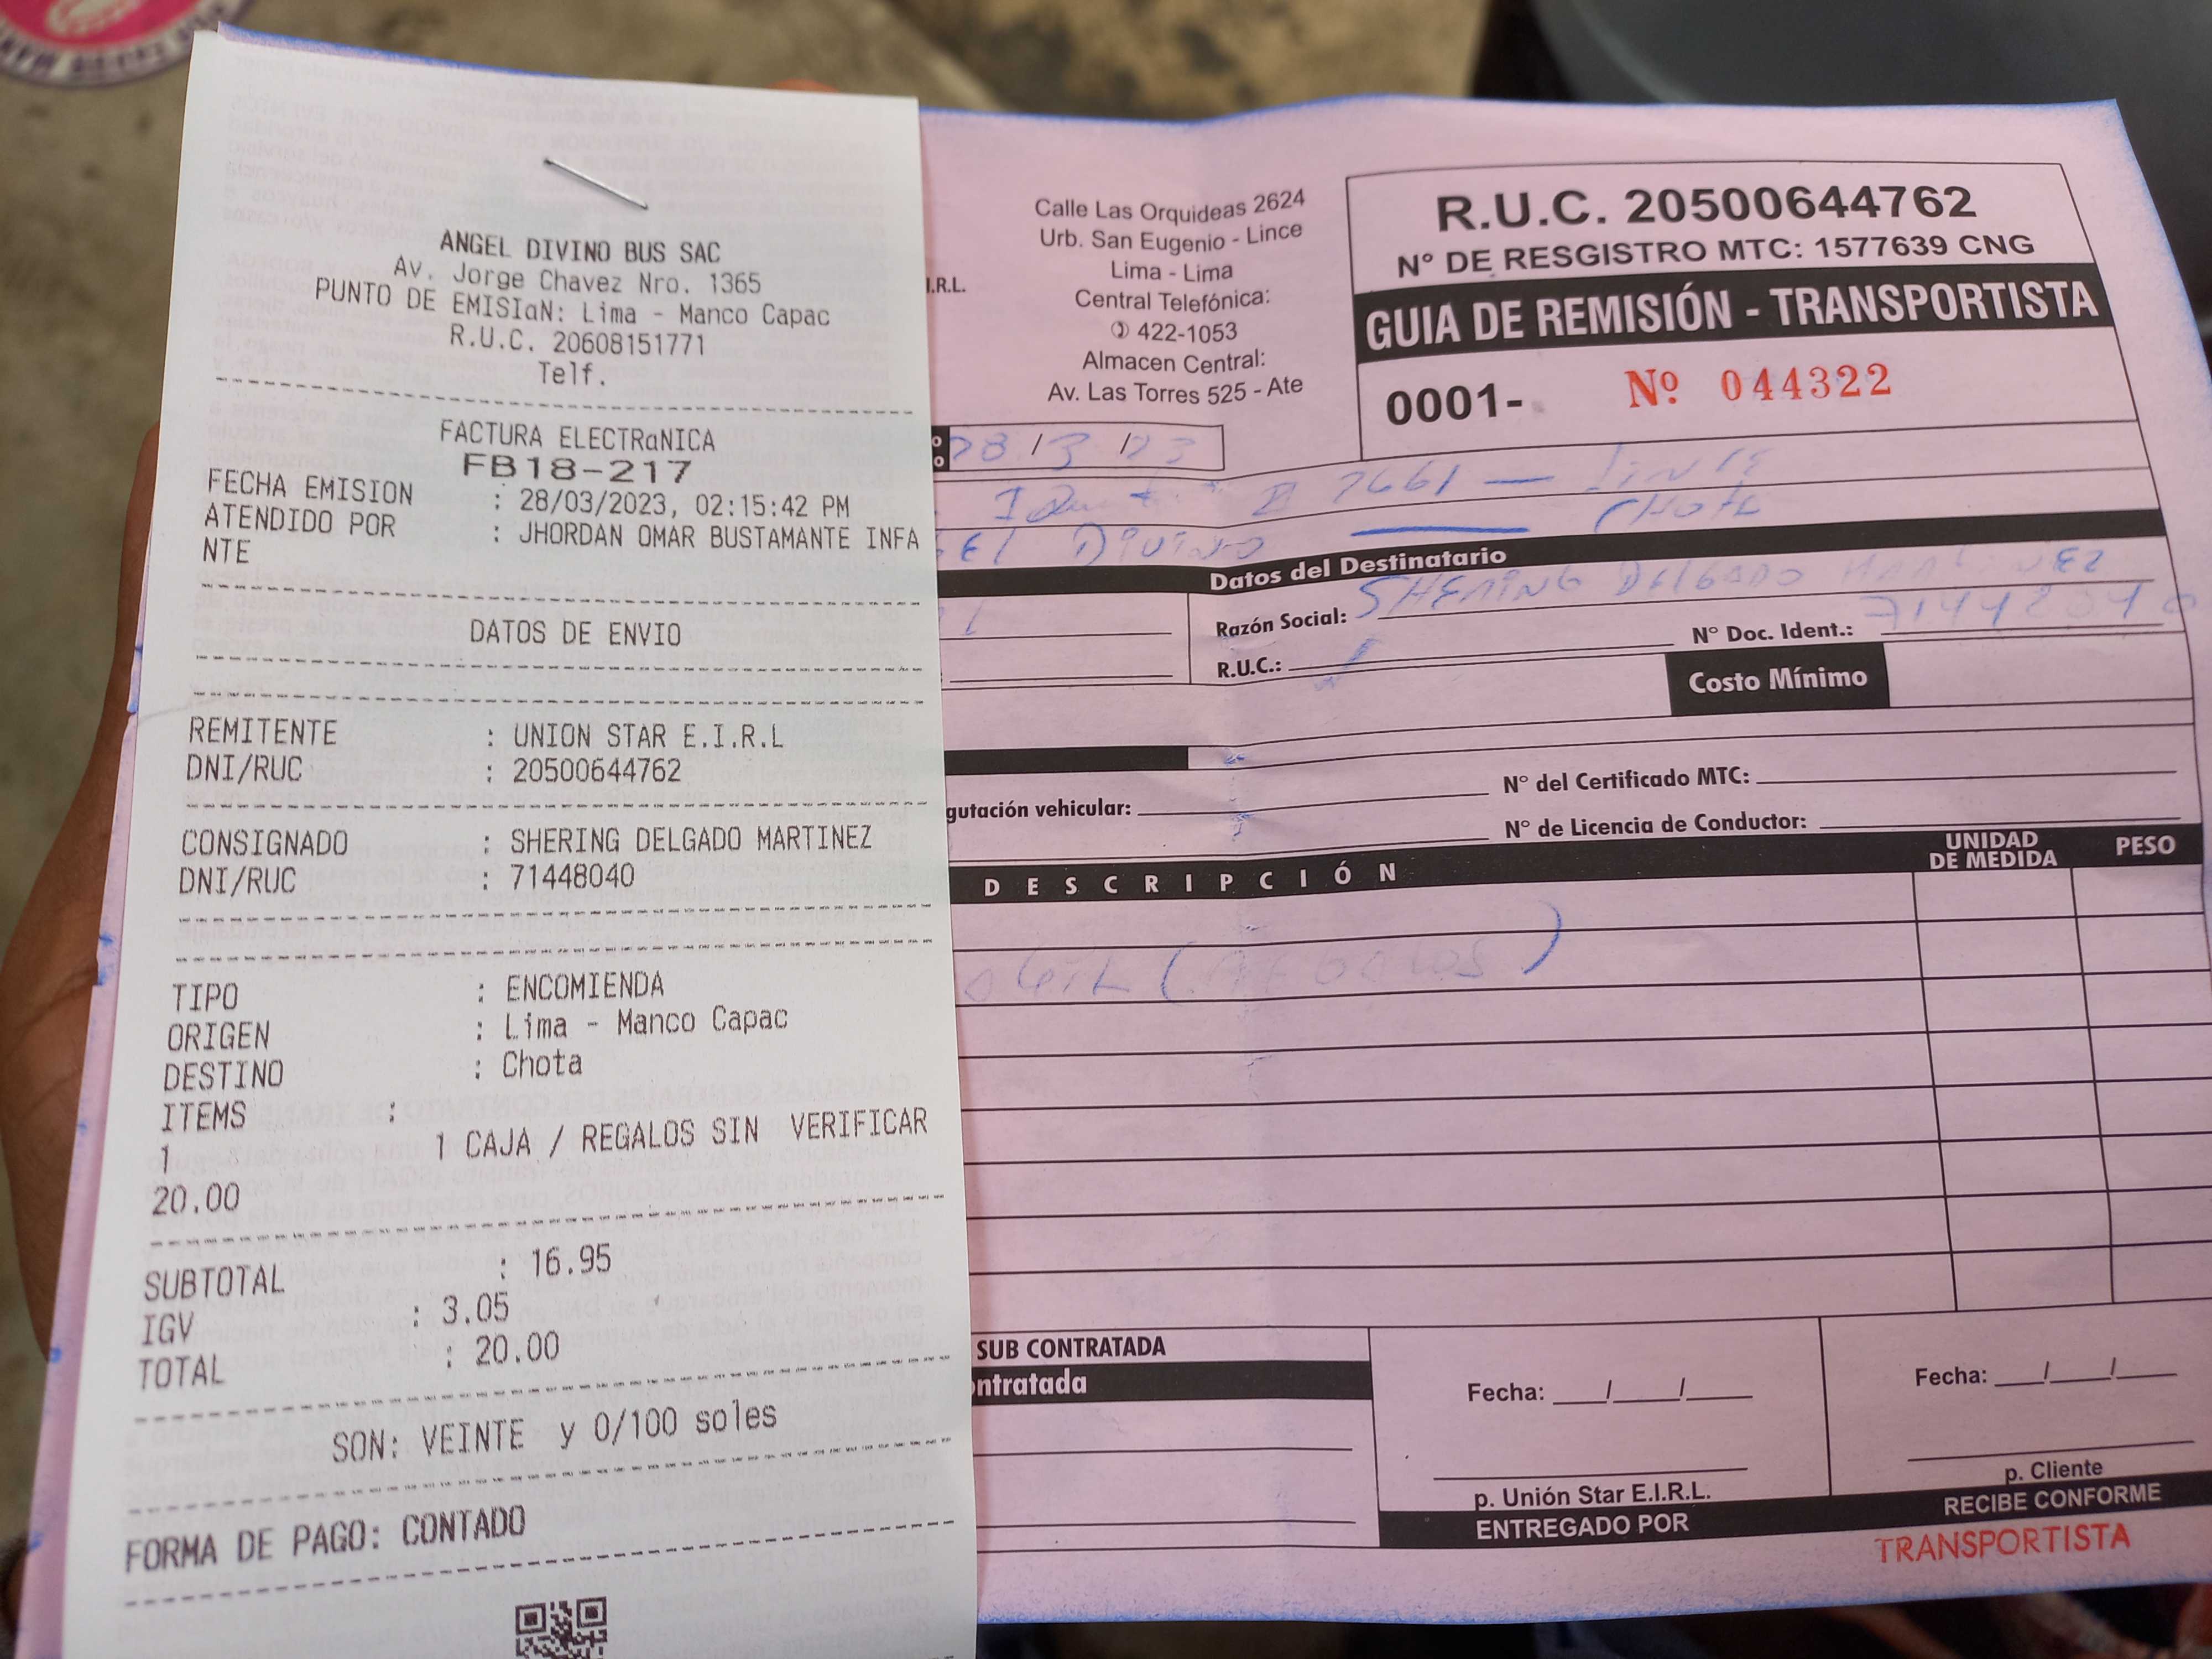 ANGEL DIVINO BUS SAC
Av. Jorge Chavez Nro. 1365
PUNTO DE EMISIαN: Lima - Manco Capac
R.U.C. 20608151771
Telf.
FACTURA ELECTRαNICA
FB18-217
FECHA EMISION : 28/03/2023, 02:15:42 PM
ATENDIDO POR : JHORDAN OMAR BUSTAMANTE INFA
NTE
DATOS DE ENVIO
REMITENTE : UNION STAR E.I.R.L
DNI/RUC : 20500644762
CONSIGNADO : SHERING DELGADO MARTINEZ
DNI/RUC : 71448040
TIPO : ENCOMIENDA
ORIGEN : Lima - Manco Capac
DESTINO : Chota
ITEMS :
1 1 CAJA / REGALOS SIN VERIFICAR
20.00
SUBTOTAL : 16.95
IGV : 3.05
TOTAL : 20.00
SON: VEINTE y 0/100 soles
FORMA DE PAGO: CONTADO
I.R.L.
Calle Las Orquideas 2624
Urb. San Eugenio - Lince
Lima - Lima
Central Telefónica:
422-1053
Almacen Central:
Av. Las Torres 525 - Ate
R.U.C. 20500644762
N° DE RESGISTRO MTC: 1577639 CNG
GUIA DE REMISIÓN - TRANSPORTISTA
0001- Nº 044322
28/3/23
7661 —
DIVINO — CHOTA
Datos del Destinatario
Razón Social: SHERING DELGADO
N° Doc. Ident.:
R.U.C.:
Costo Mínimo
N° del Certificado MTC:
gutación vehicular:
N° de Licencia de Conductor:
DESCRIPCIÓN UNIDAD DE MEDIDA PESO
SUB CONTRATADA
ontratada
Fecha: / /
p. Unión Star E.I.R.L.
ENTREGADO POR
Fecha: / /
p. Cliente
RECIBE CONFORME
TRANSPORTISTA